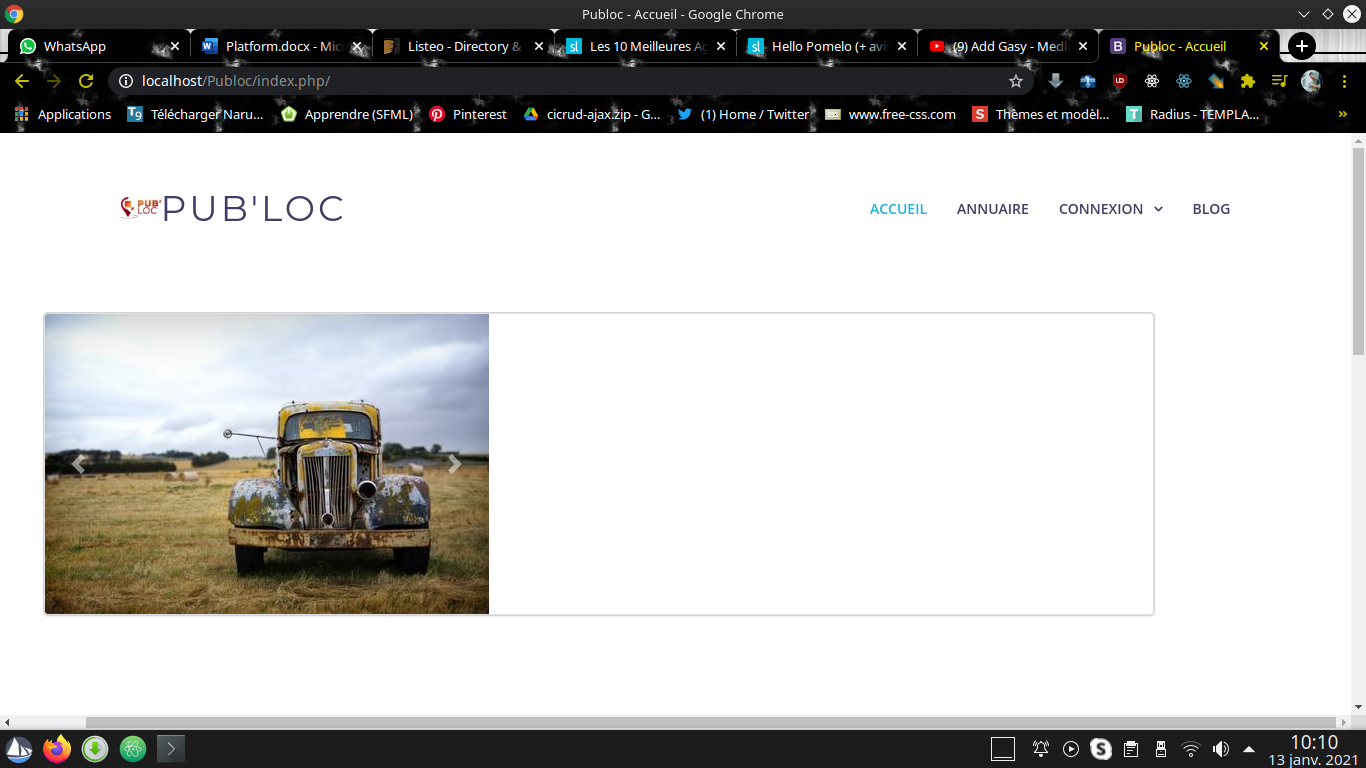 Publoc - Accueil - Google Chrome
WhatsApp
Platform.docx - Mic
Listeo - Directory &
Les 10 Meilleures Ag
Hello Pomelo (+ avis
(9) Add Gasy - Medl
Publoc - Accueil
localhost/Publoc/index.php/
Applications
Télécharger Naru...
Apprendre (SFML)
Pinterest
cicrud-ajax.zip - G...
(1) Home / Twitter
www.free-css.com
Thèmes et modèl...
Radius - TEMPLA...
PUB' LOC
PUB'LOC
ACCUEIL
ANNUAIRE
CONNEXION
BLOG
10:10
13 janv. 2021